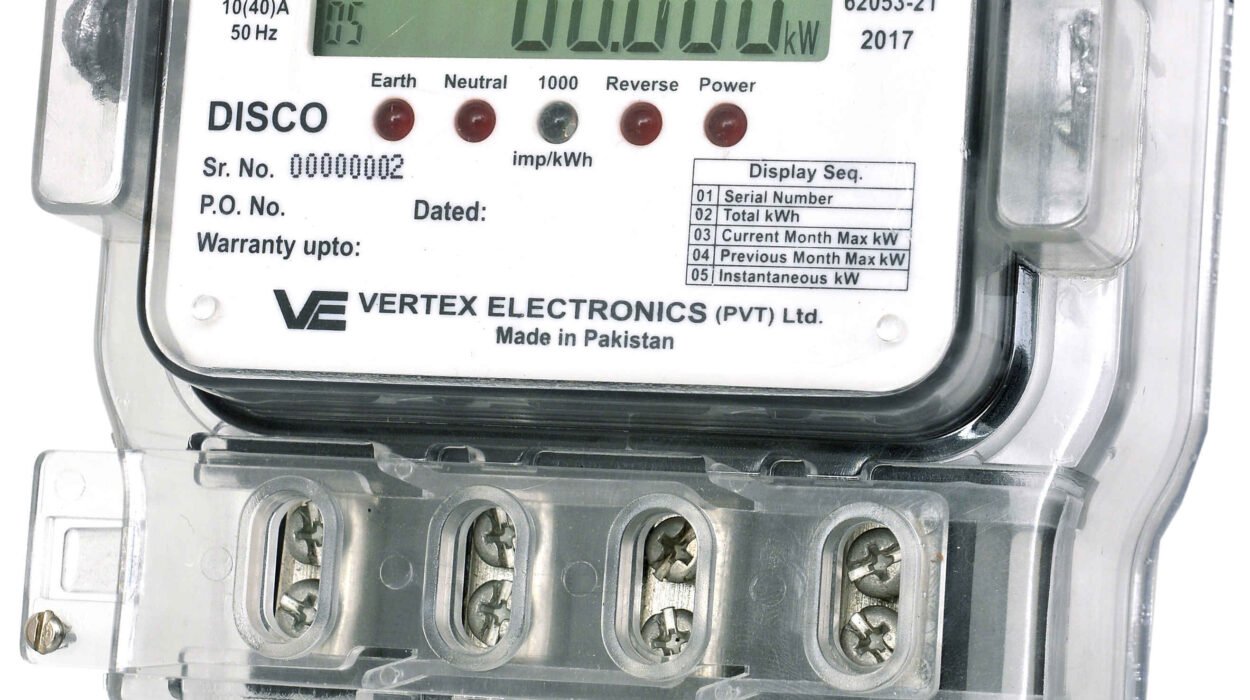 10(40)A
50 Hz
05
00.000 kW
62053-21
2017
Earth Neutral 1000 Reverse Power
imp/kWh
DISCO
Sr. No. 00000002
P.O. No.
Dated:
Warranty upto:
Display Seq.
01 Serial Number
02 Total kWh
03 Current Month Max kW
04 Previous Month Max kW
05 Instantaneous kW
VE VERTEX ELECTRONICS (PVT) Ltd.
Made in Pakistan